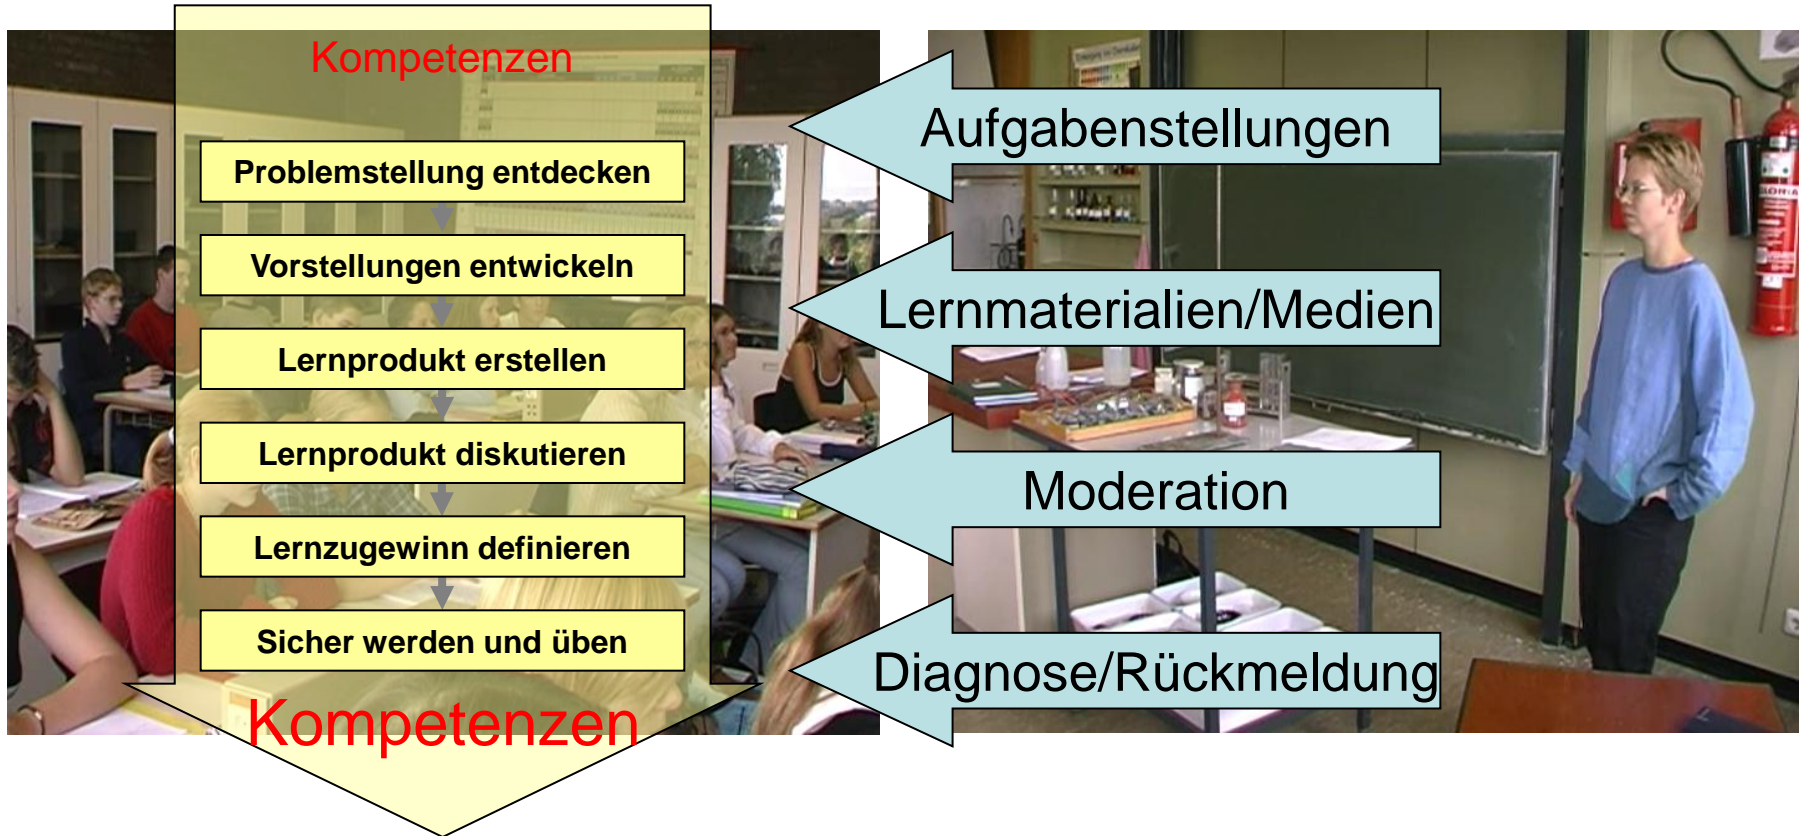 Kompetenzen
Problemstellung entdecken
Vorstellungen entwickeln
Lernprodukt erstellen
Lernprodukt diskutieren
Lernzugewinn definieren
Sicher werden und üben
Kompetenzen
Aufgabenstellungen
Lernmaterialien/Medien
Moderation
Diagnose/Rückmeldung
GLORIA